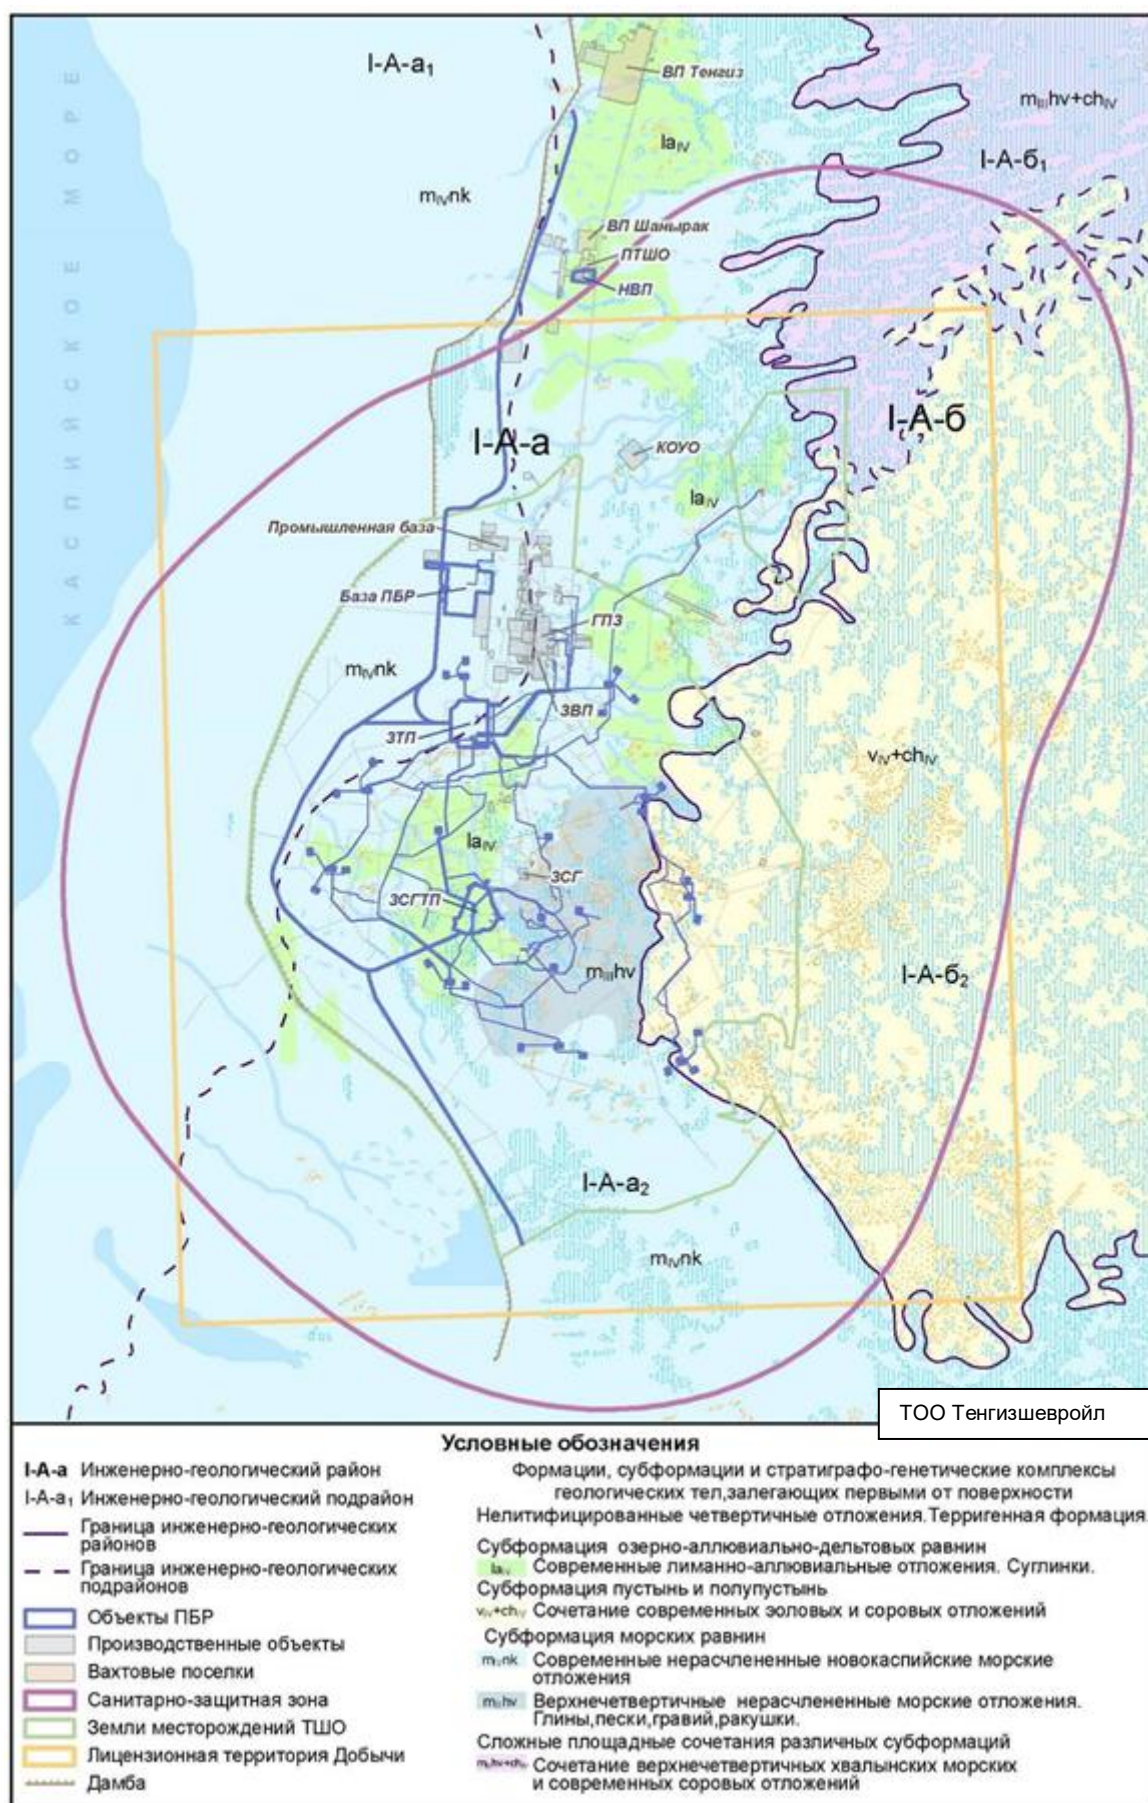 I-A-а₁
ВП Тенгиз
mIIIhv+chIV
laIV
I-A-б₁
КАСПИЙСКОЕ МОРЕ
mIVnk
ВП Шанырак
ПТШО
НВП
I-A-б
I-A-а
КОУО
laIV
Промышленная база
База ПБР
ГПЗ
mIVnk
ЗВП
ЗТП
vIV+chIV
laIV
ЗСГ
ЗСГТП
mIIIhv
I-A-б₂
I-A-а₂
mIVnk
ТОО Тенгизшевройл
Условные обозначения
I-A-а Инженерно-геологический район
I-A-а₁ Инженерно-геологический подрайон
Граница инженерно-геологических
районов
Граница инженерно-геологических
подрайонов
Объекты ПБР
Производственные объекты
Вахтовые поселки
Санитарно-защитная зона
Земли месторождений ТШО
Лицензионная территория Добычи
Дамба
Формации, субформации и стратиграфо-генетические комплексы
геологических тел,залегающих первыми от поверхности
Нелитифицированные четвертичные отложения.Терригенная формация.
Субформация озерно-аллювиально-дельтовых равнин
laIV Современные лиманно-аллювиальные отложения. Суглинки.
Субформация пустынь и полупустынь
vIV+chIV Сочетание современных эоловых и соровых отложений
Субформация морских равнин
mIVnk Современные нерасчлененные новокаспийские морские
отложения
mIIIhv Верхнечетвертичные нерасчлененные морские отложения.
Глины,пески,гравий,ракушки.
Сложные площадные сочетания различных субформаций
mIIIhv+chIV Сочетание верхнечетвертичных хвалынских морских
и современных соровых отложений